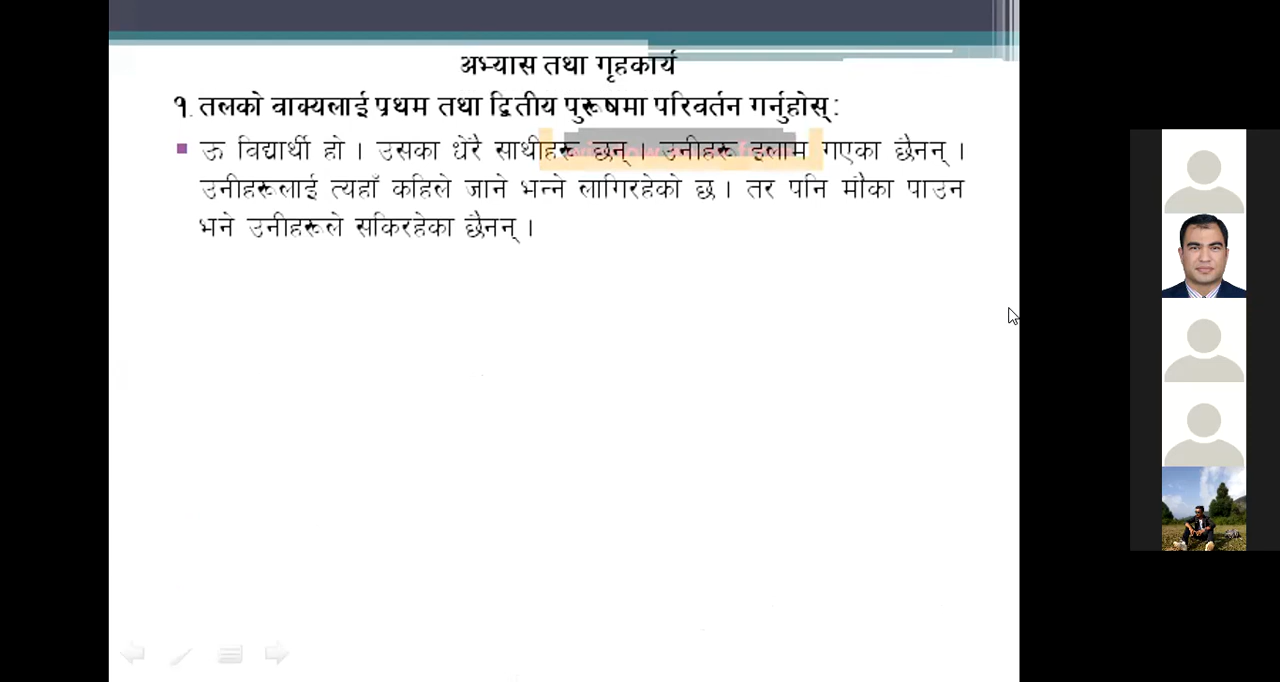 अभ्यास तथा गृहकार्य
१. तलको वाक्यलाई प्रथम तथा द्वितीय पुरूषमा परिवर्तन गर्नुहोस् :
ऊ विद्यार्थी हो । उसका धेरै साथीहरू छन् । उनीहरू इलाम गएका छैनन् ।
उनीहरूलाई त्यहाँ कहिले जाने भन्ने लागिरहेको छ । तर पनि मौका पाउन
भने उनीहरूले सकिरहेका छैनन् ।